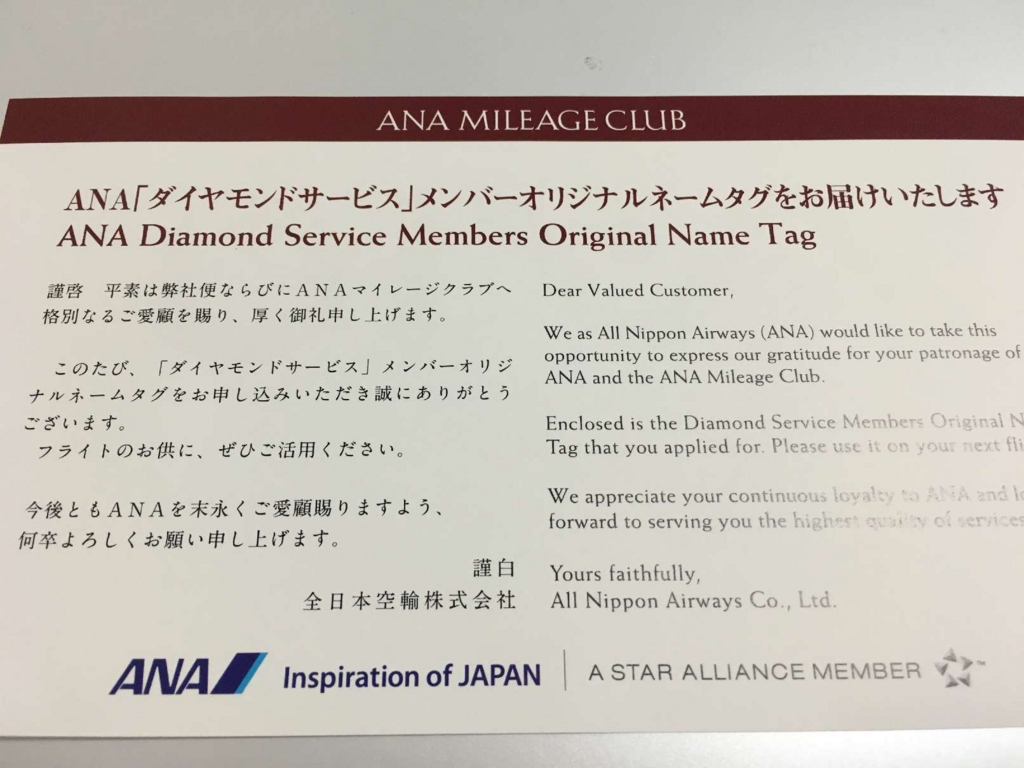 ANA MILEAGE CLUB
ANA「ダイヤモンドサービス」メンバーオリジナルネームタグをお届けいたします
ANA Diamond Service Members Original Name Tag
謹啓　平素は弊社便ならびにANAマイレージクラブへ
格別なるご愛顧を賜り、厚く御礼申し上げます。
このたび、「ダイヤモンドサービス」メンバーオリジ
ナルネームタグをお申し込みいただき誠にありがとう
ございます。
フライトのお供に、ぜひご活用ください。
今後ともANAを末永くご愛顧賜りますよう、
何卒よろしくお願い申し上げます。
謹白
全日本空輸株式会社
Dear Valued Customer,
We as All Nippon Airways (ANA) would like to take this
opportunity to express our gratitude for your patronage of
ANA and the ANA Mileage Club.
Enclosed is the Diamond Service Members Original
Tag that you applied for. Please use it on your next
We appreciate your continuous loyalty to ANA and
forward to serving you the highest quality of services
Yours faithfully,
All Nippon Airways Co., Ltd.
ANA Inspiration of JAPAN
A STAR ALLIANCE MEMBER ™